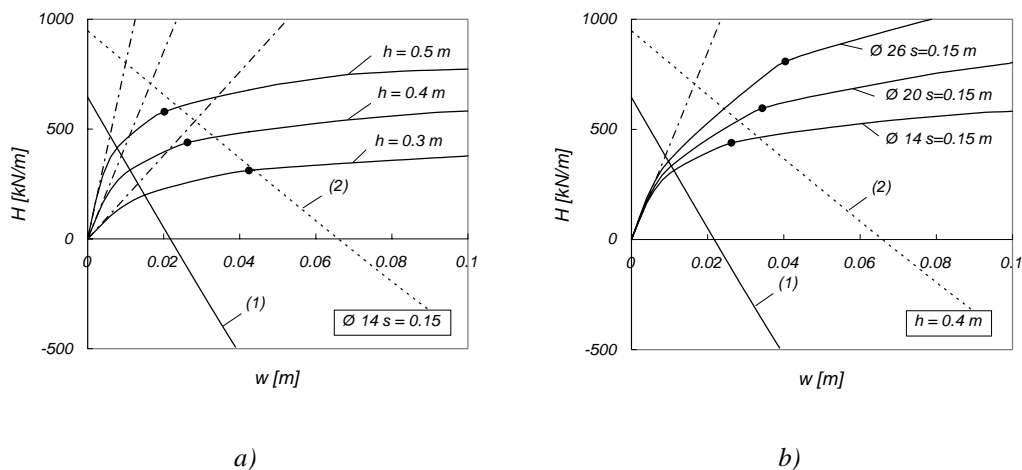 1000
500
0
-500
H [kN/m]
0
0.02
0.04
0.06
0.08
0.1
w [m]
h = 0.5 m
h = 0.4 m
h = 0.3 m
(2)
(1)
Ø 14 s = 0.15
a)
1000
500
0
-500
H [kN/m]
0
0.02
0.04
0.06
0.08
0.1
w [m]
Ø 26 s=0.15 m
Ø 20 s=0.15 m
Ø 14 s=0.15 m
(2)
(1)
h = 0.4 m
b)